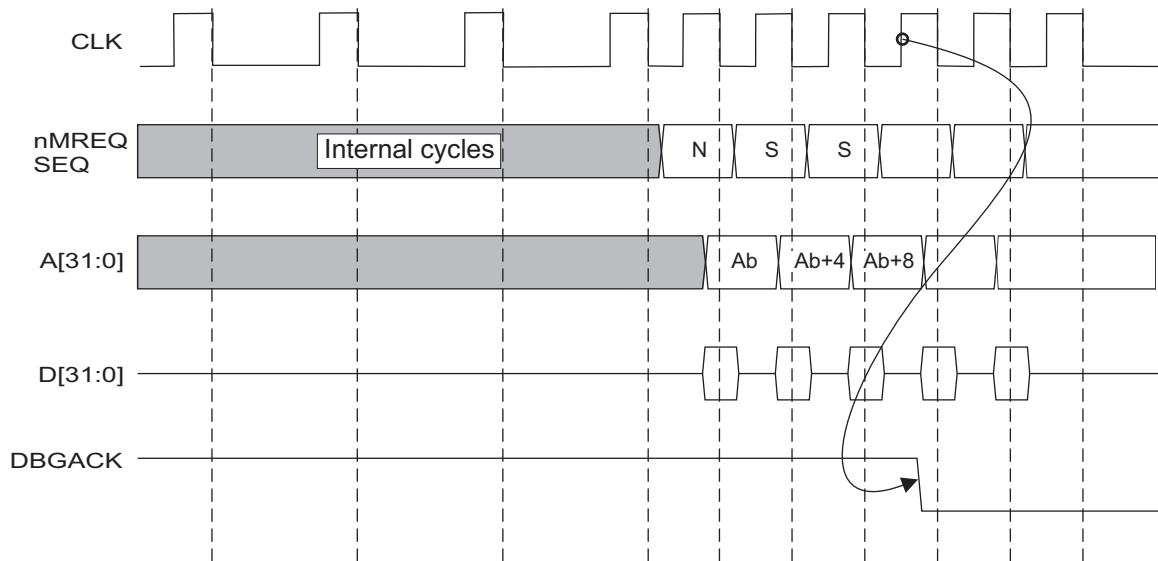 CLK
nMREQ
SEQ
Internal cycles
N
S
S
A[31:0]
Ab
Ab+4
Ab+8
D[31:0]
DBGACK